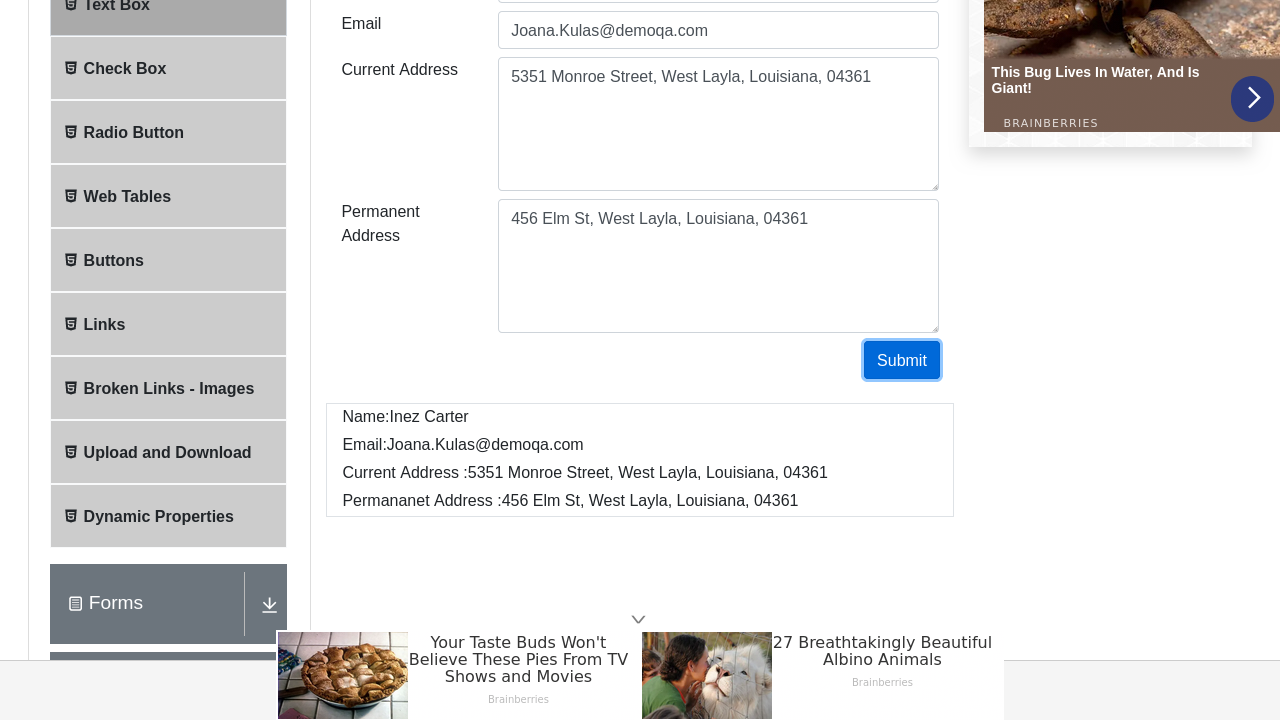 Text Box
Check Box
Radio Button
Web Tables
Buttons
Links
Broken Links - Images
Upload and Download
Dynamic Properties
Forms
Email
Joana.Kulas@demoqa.com
Current Address
5351 Monroe Street, West Layla, Louisiana, 04361
Permanent
Address
456 Elm St, West Layla, Louisiana, 04361
Submit
Name:Inez Carter
Email:Joana.Kulas@demoqa.com
Current Address :5351 Monroe Street, West Layla, Louisiana, 04361
Permananet Address :456 Elm St, West Layla, Louisiana, 04361
This Bug Lives In Water, And Is
Giant!
BRAINBERRIES
Your Taste Buds Won't
Believe These Pies From TV
Shows and Movies
Brainberries
27 Breathtakingly Beautiful
Albino Animals
Brainberries